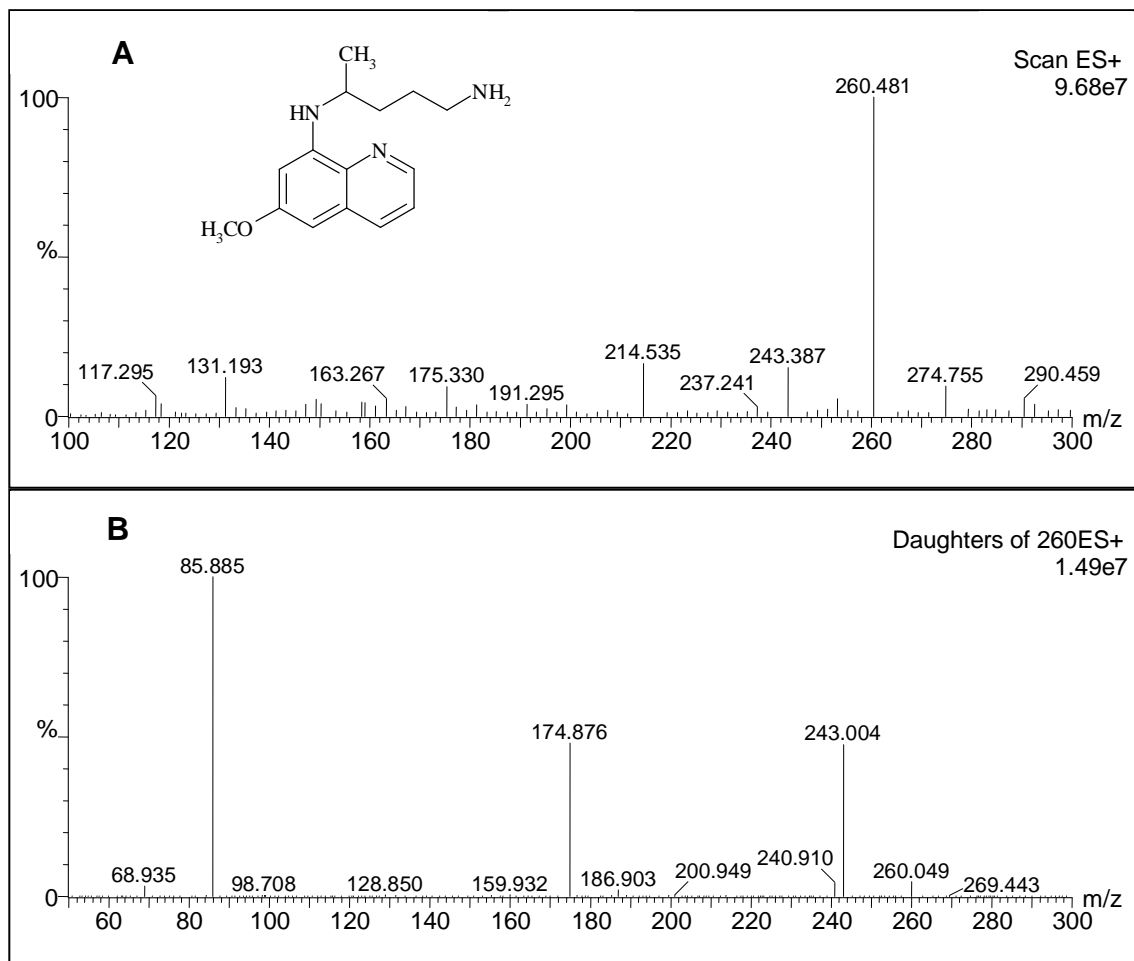 A
Scan ES+
9.68e7
CH3
NH2
HN
N
H3CO
100
%
0
117.295
131.193
163.267
175.330
191.295
214.535
237.241
243.387
260.481
274.755
290.459
100 120 140 160 180 200 220 240 260 280 300 m/z
B
Daughters of 260ES+
1.49e7
100
%
0
68.935
85.885
98.708
128.850
159.932
174.876
186.903
200.949
240.910
243.004
260.049
269.443
60 80 100 120 140 160 180 200 220 240 260 280 300 m/z